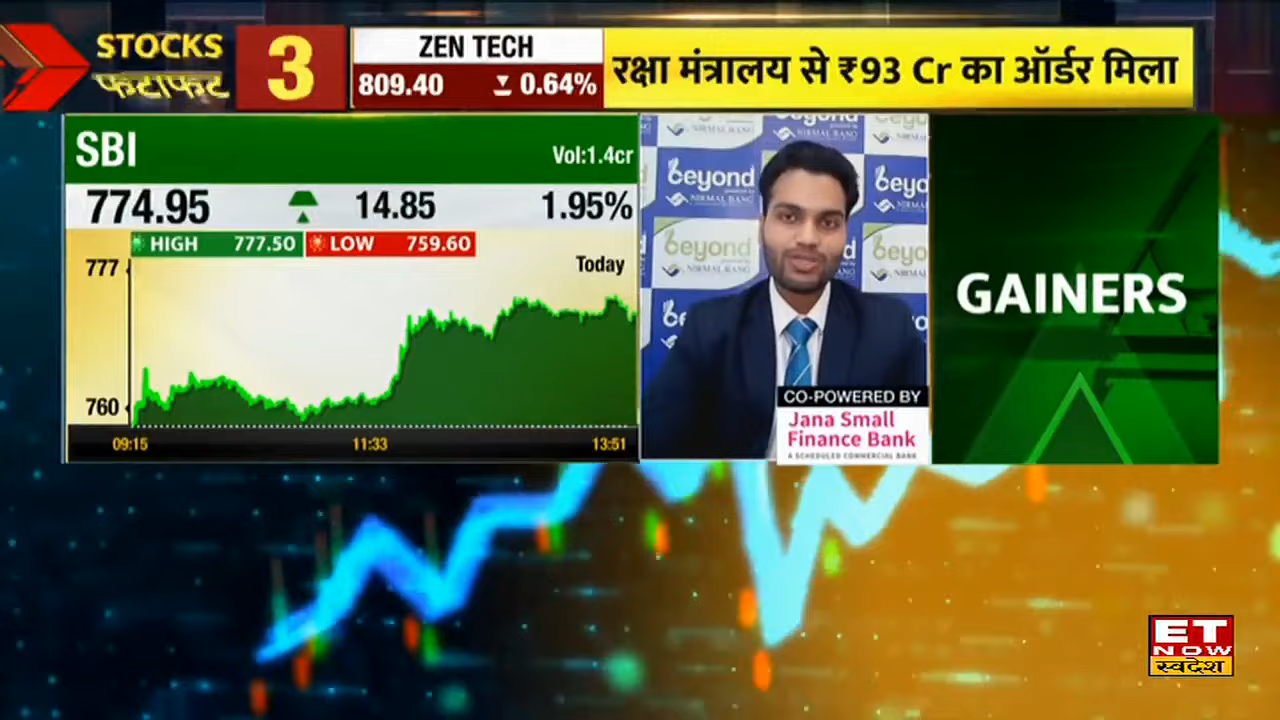 STOCKS
फटाफट
3
ZEN TECH
809.40 0.64%
रक्षा मंत्रालय से ₹93 Cr का ऑर्डर मिला
SBI
Vol:1.4cr
774.95 14.85 1.95%
HIGH 777.50 LOW 759.60
Today
777
760
09:15 11:33 13:51
beyond
NIRMAL BANG
beyond
NIRMAL BANG
CO-POWERED BY
Jana Small
Finance Bank
A SCHEDULED COMMERCIAL BANK
GAINERS
ET
NOW
स्वदेश